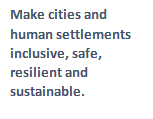 Make cities and
human settlements
inclusive, safe,
resilient and
sustainable.